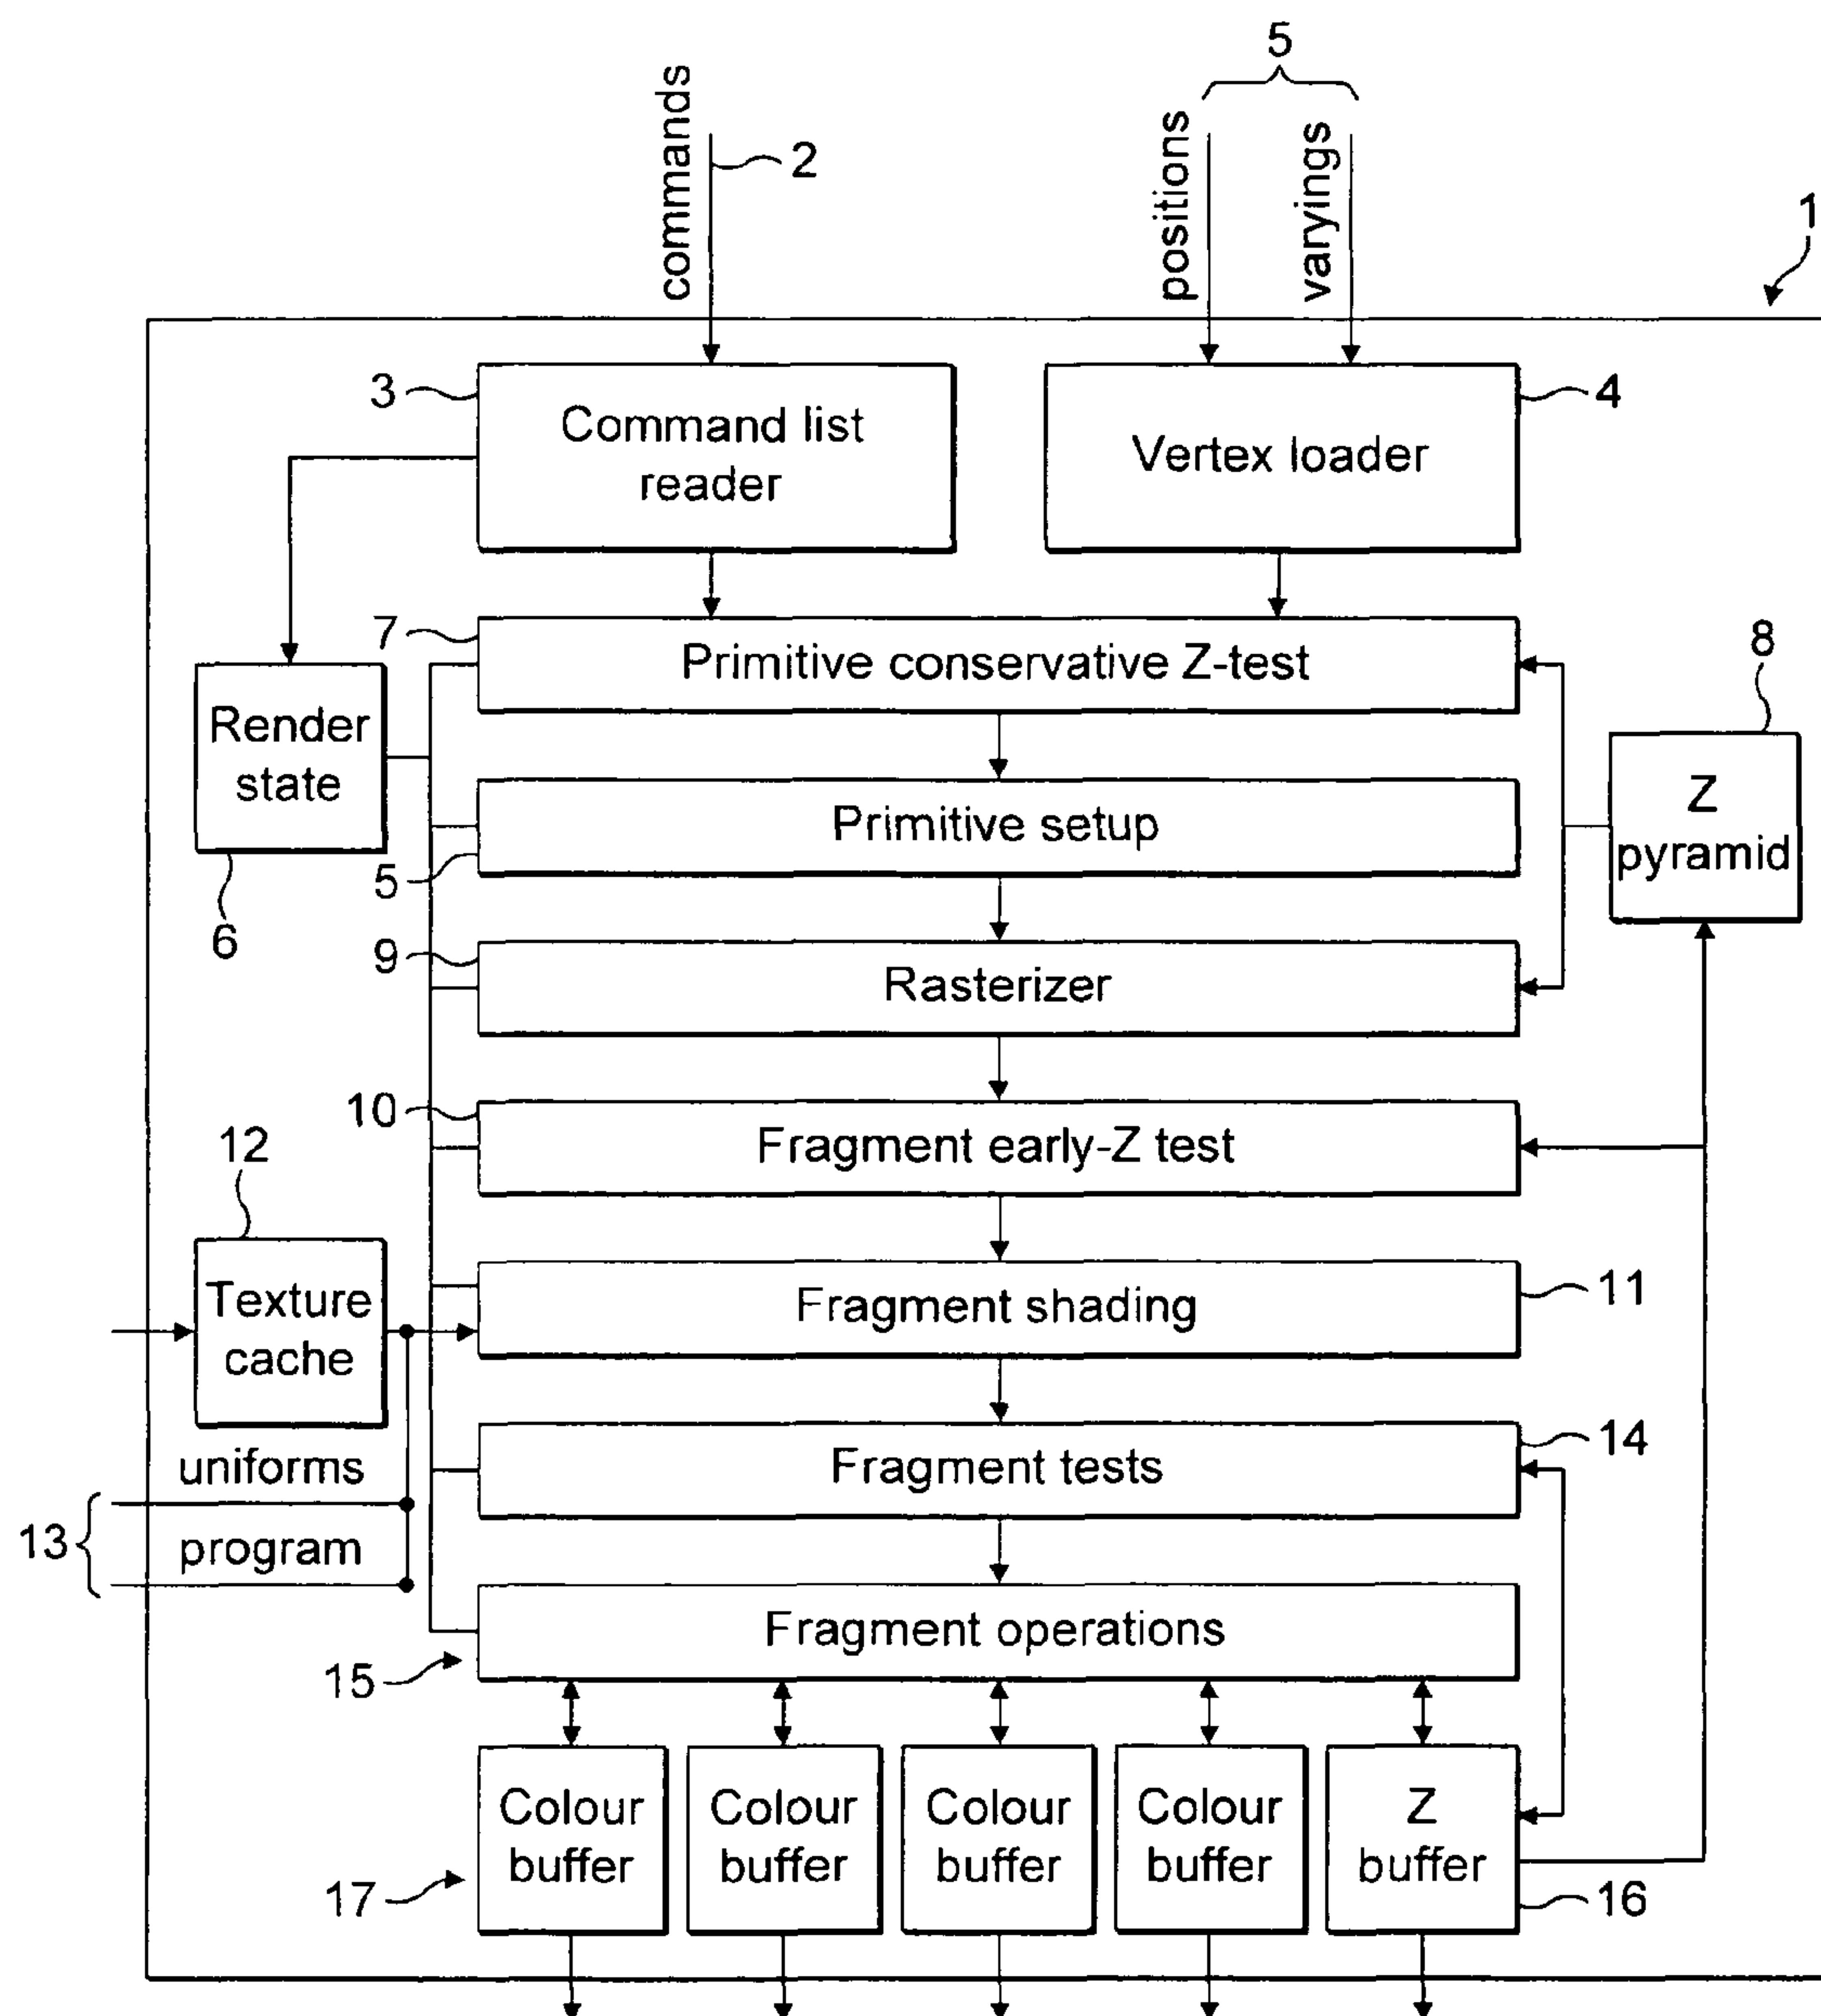 5
commands
2
positions
varyings
1
3
Command list
reader
Vertex loader
4
7
Primitive conservative Z-test
8
Render
state
6
Z
pyramid
Primitive setup
5
9
Rasterizer
10
Fragment early-Z test
12
Texture
cache
Fragment shading
11
uniforms
13
program
Fragment tests
14
Fragment operations
15
Colour
buffer
Colour
buffer
Colour
buffer
Colour
buffer
Z
buffer
17
16